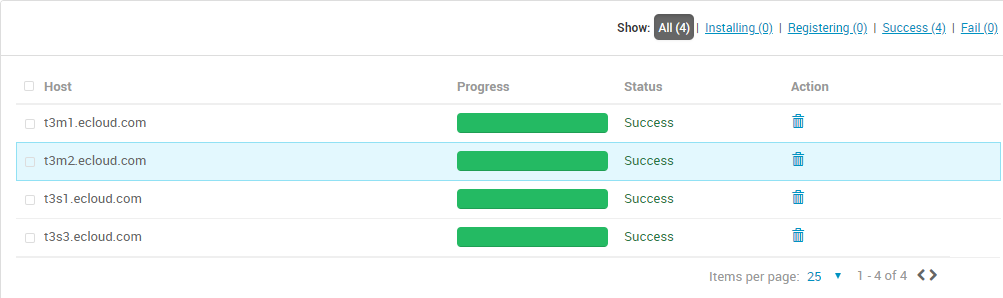 Show: All (4) | Installing (0) | Registering (0) | Success (4) | Fail (0)
Host Progress Status Action
t3m1.ecloud.com Success
t3m2.ecloud.com Success
t3s1.ecloud.com Success
t3s3.ecloud.com Success
Items per page: 25 1 - 4 of 4